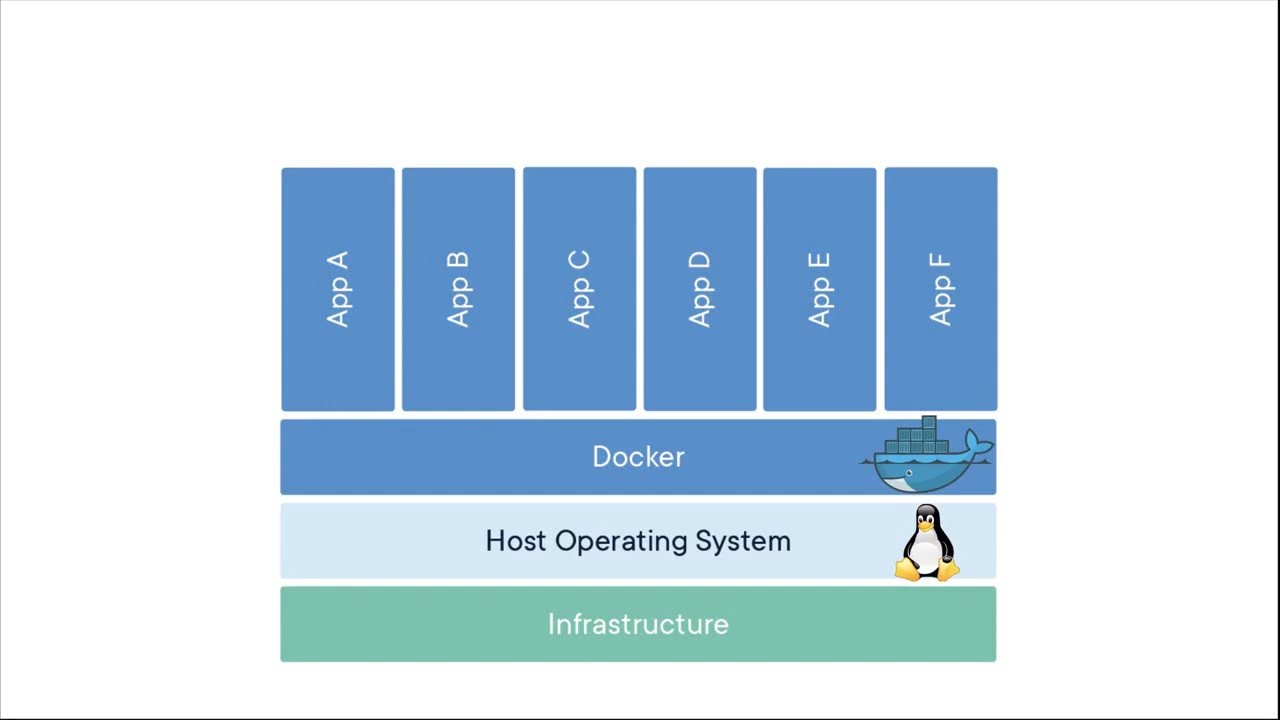 App A
App B
App C
App D
App E
App F
Docker
Host Operating System
Infrastructure